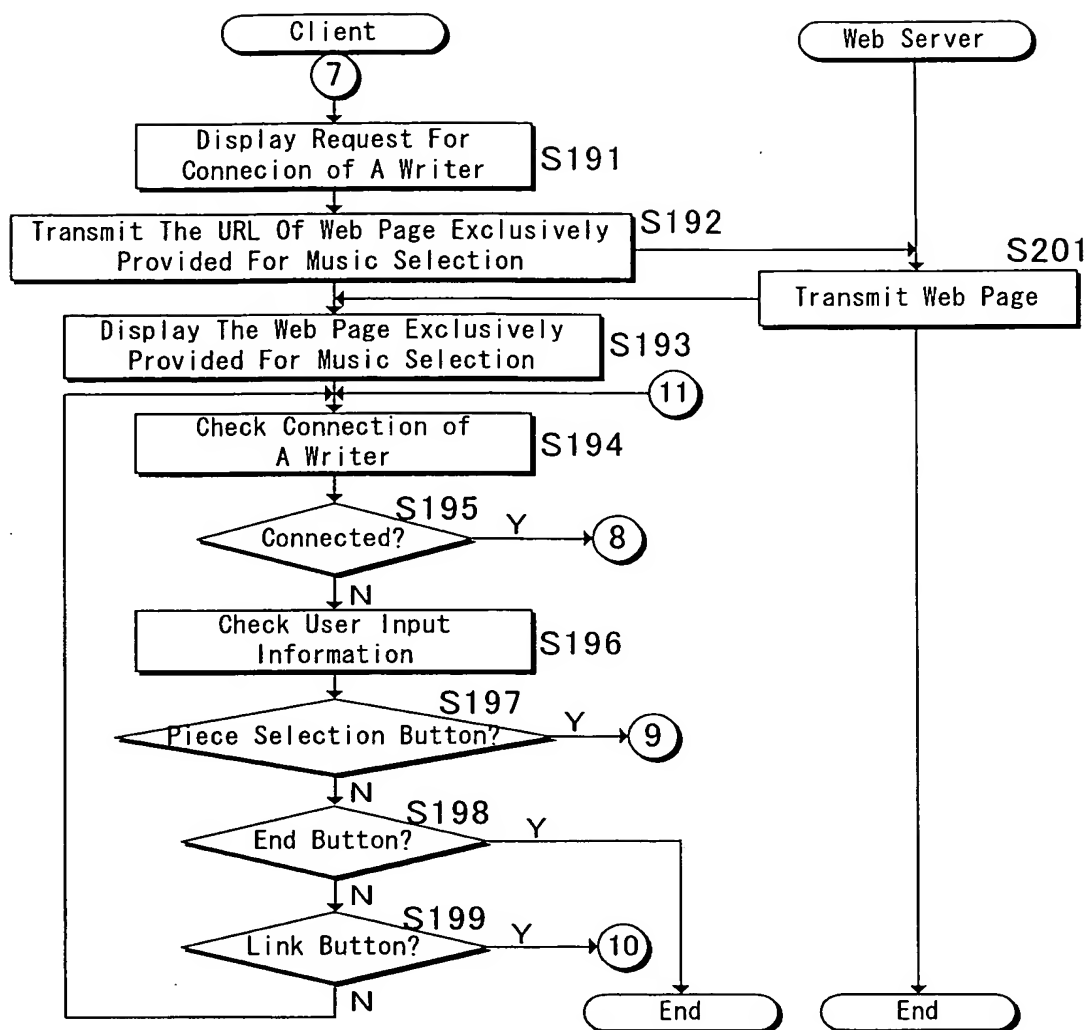 Client
Web Server
7
Display Request For
Connecion of A Writer
S191
Transmit The URL Of Web Page Exclusively
Provided For Music Selection
S192
S201
Transmit Web Page
Display The Web Page Exclusively
Provided For Music Selection
S193
11
Check Connection of
A Writer
S194
S195
Connected?
Y
8
N
Check User Input
Information
S196
S197
Piece Selection Button?
Y
9
N
S198
End Button?
Y
N
S199
Link Button?
Y
10
N
End
End